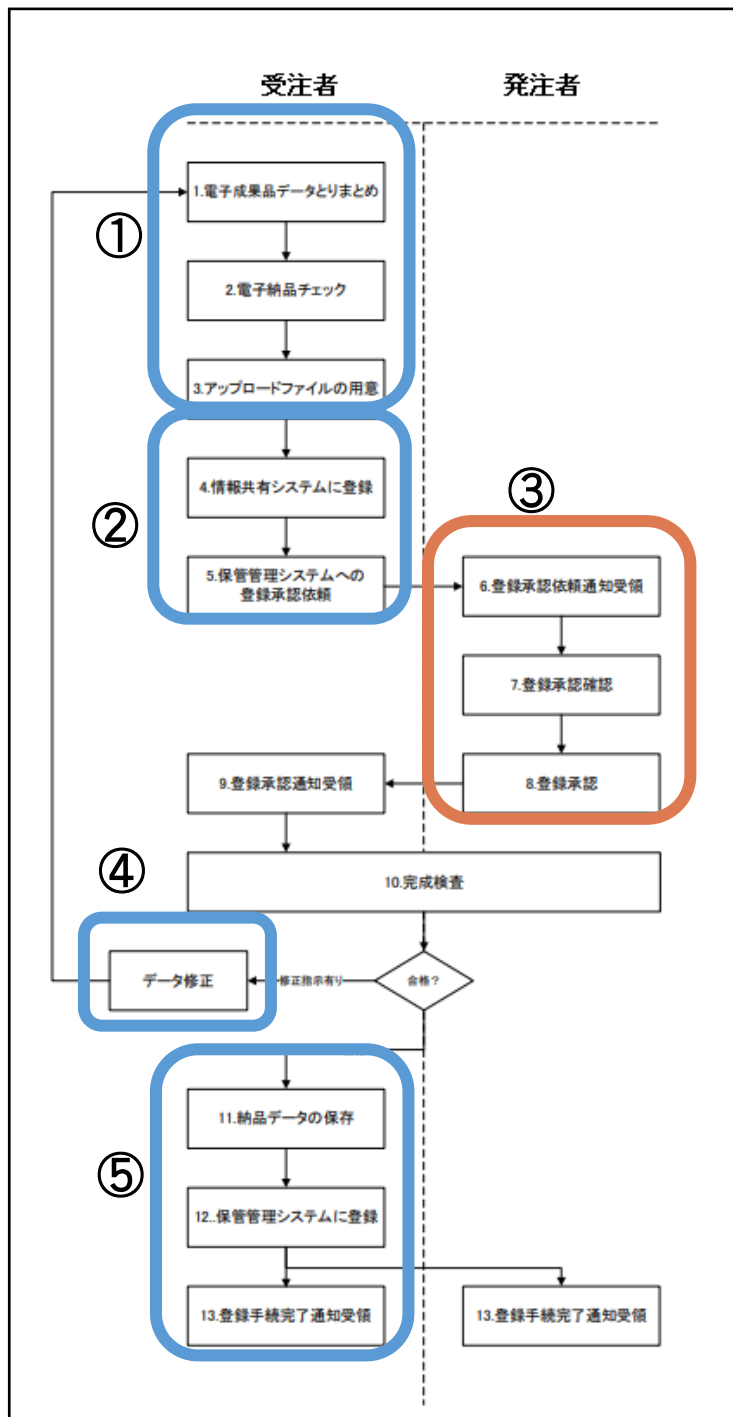 受注者
発注者
①
1.電子成果品データとりまとめ
2.電子納品チェック
3.アップロードファイルの用意
②
4.情報共有システムに登録
5.保管管理システムへの
登録承認依頼
③
6.登録承認依頼通知受領
7.登録承認確認
8.登録承認
9.登録承認通知受領
10.完成検査
④
データ修正
修正指示有り
合格?
⑤
11.納品データの保存
12..保管管理システムに登録
13.登録手続完了通知受領
13.登録手続完了通知受領